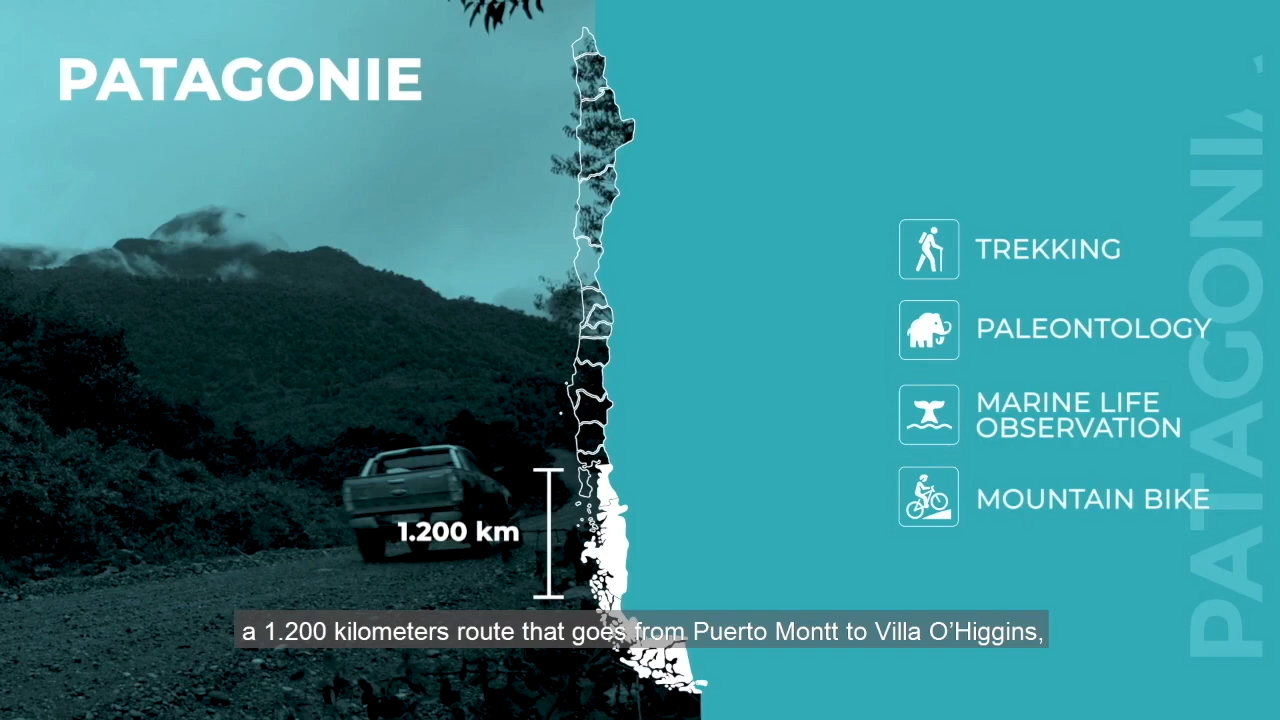 PATAGONIE
TREKKING
PALEONTOLOGY
MARINE LIFE
OBSERVATION
MOUNTAIN BIKE
1.200 km
a 1.200 kilometers route that goes from Puerto Montt to Villa O’Higgins,